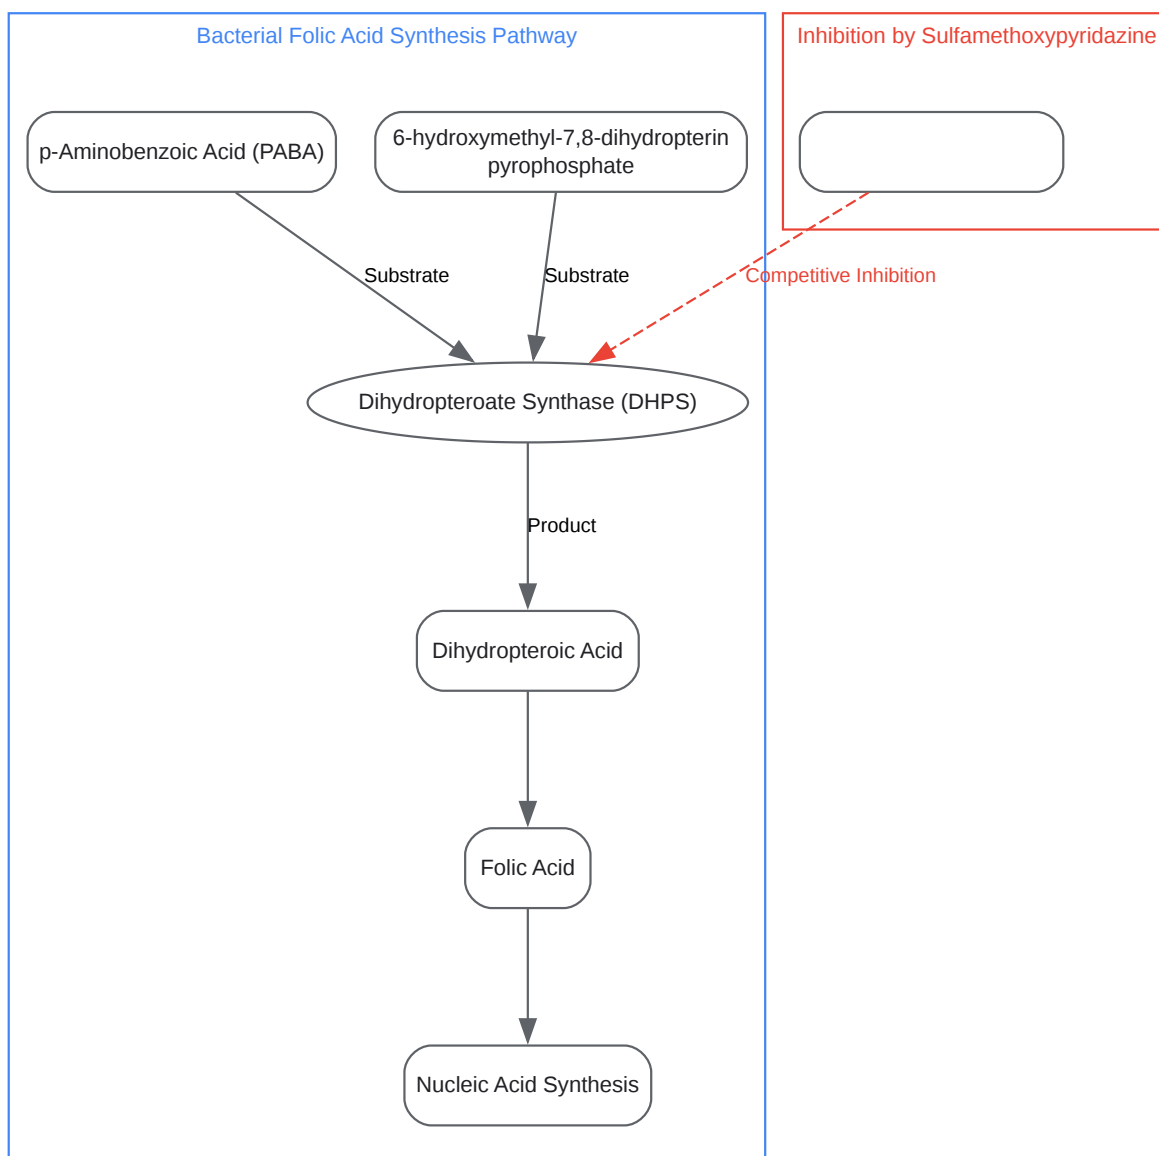 Bacterial Folic Acid Synthesis Pathway
Inhibition by Sulfamethoxypyridazine
p-Aminobenzoic Acid (PABA)
6-hydroxymethyl-7,8-dihydropterin
pyrophosphate
Substrate
Substrate
Competitive Inhibition
Dihydropteroate Synthase (DHPS)
Product
Dihydropteroic Acid
Folic Acid
Nucleic Acid Synthesis